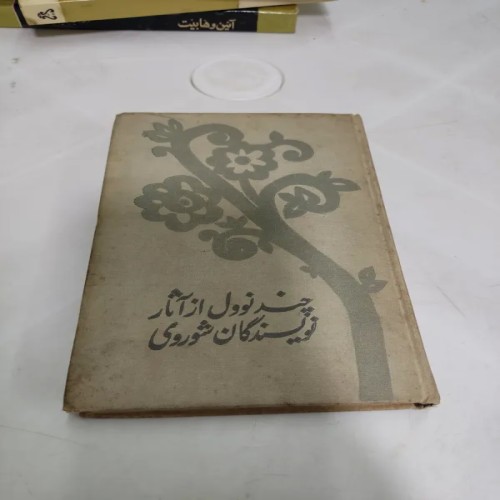 آئین وهابیت
چند نوول از آثار
نویسندگان شوروی